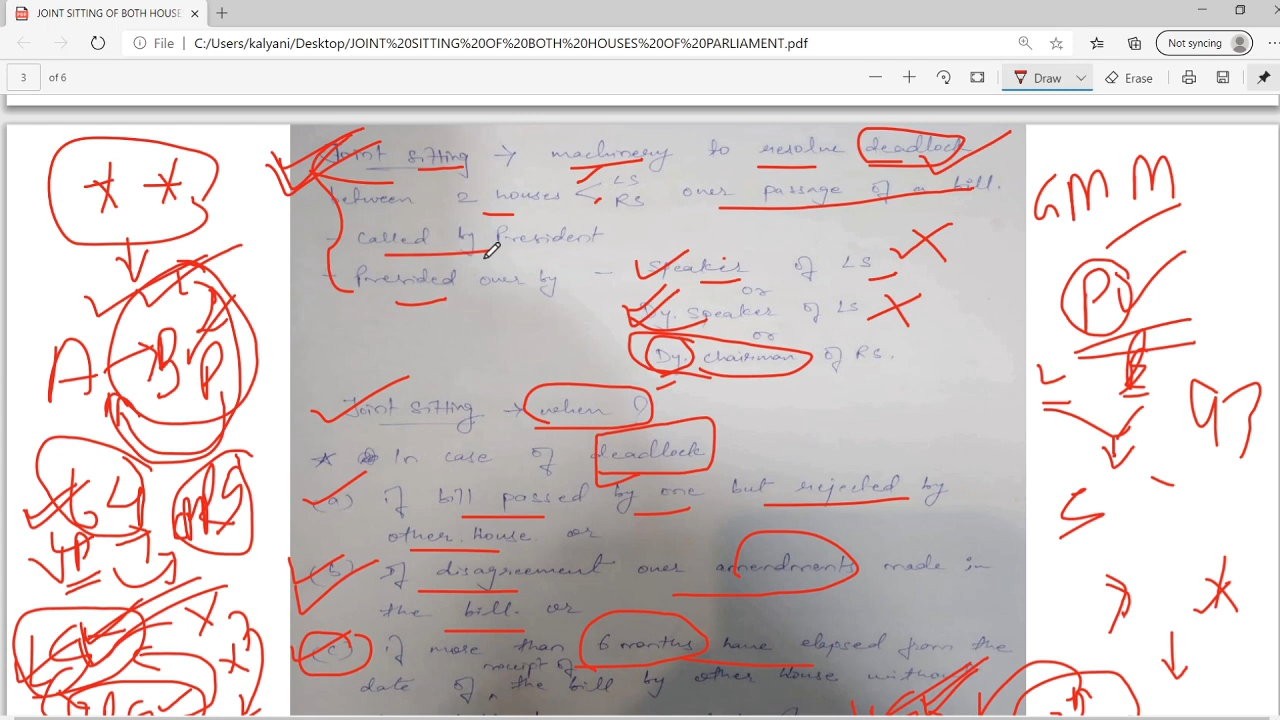 JOINT SITTING OF BOTH HOUSE
File C:/Users/kalyani/Desktop/JOINT%20SITTING%20OF%20BOTH%20HOUSES%20OF%20PARLIAMENT.pdf
Not syncing
3 of 6
Draw Erase
Joint sitting → machinery to resolve deadlock
between 2 houses < LS RS over passage of a bill.
- Called by President
- Presided over by - Speaker of LS
or
Dy. Speaker of LS
or
Dy. chairman of RS.
Joint sitting → when ?
In case of deadlock
(a) if bill passed by one but rejected by
other house or
(b) if disagreement over amendments made in
the bill. or
(c) if more than 6 months have elapsed from the
date of receipt of the bill by other House without
GMM
A → B
LS
RS